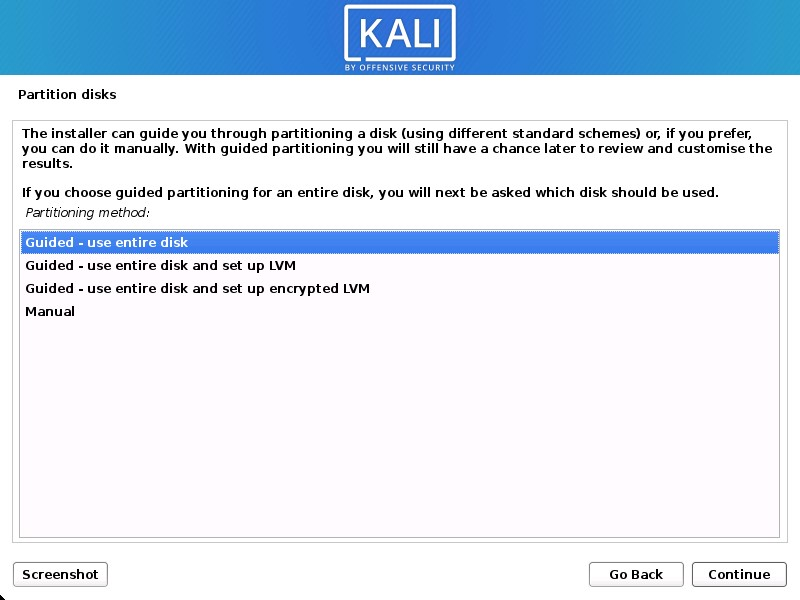 KALI
BY OFFENSIVE SECURITY
Partition disks
The installer can guide you through partitioning a disk (using different standard schemes) or, if you prefer,
you can do it manually. With guided partitioning you will still have a chance later to review and customise the
results.
If you choose guided partitioning for an entire disk, you will next be asked which disk should be used.
Partitioning method:
Guided - use entire disk
Guided - use entire disk and set up LVM
Guided - use entire disk and set up encrypted LVM
Manual
Screenshot
Go Back
Continue